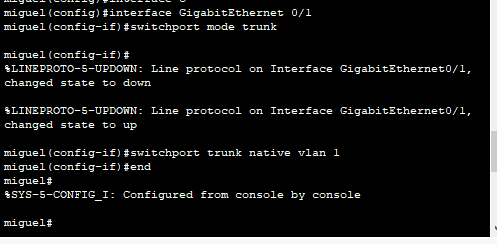 miguel(config)#interface
miguel(config)#interface GigabitEthernet 0/1
miguel(config-if)#switchport mode trunk
miguel(config-if)#
%LINEPROTO-5-UPDOWN: Line protocol on Interface GigabitEthernet0/1,
changed state to down
%LINEPROTO-5-UPDOWN: Line protocol on Interface GigabitEthernet0/1,
changed state to up
miguel(config-if)#switchport trunk native vlan 1
miguel(config-if)#end
miguel#
%SYS-5-CONFIG_I: Configured from console by console
miguel#